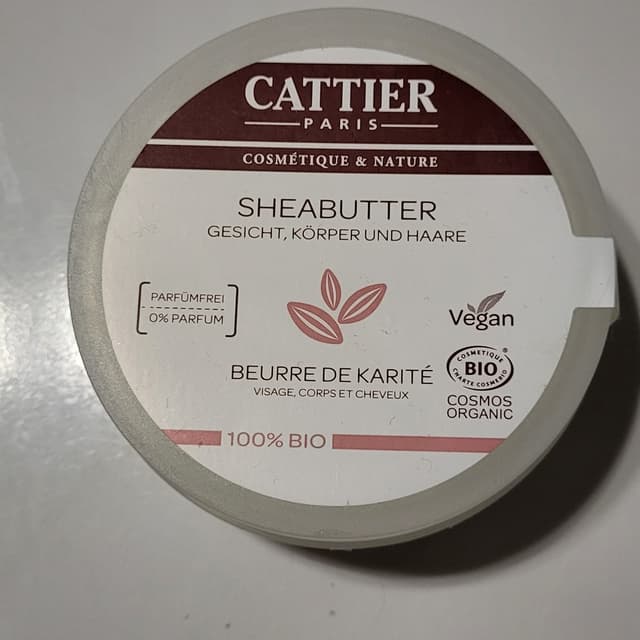 CATTIER
PARIS
COSMÉTIQUE & NATURE
SHEABUTTER
GESICHT, KÖRPER UND HAARE
PARFÜMFREI
0% PARFUM
Vegan
BEURRE DE KARITÉ
VISAGE, CORPS ET CHEVEUX
COSMETIQUE
BIO
CHARTE COSMEBIO
®
COSMOS
ORGANIC
100% BIO